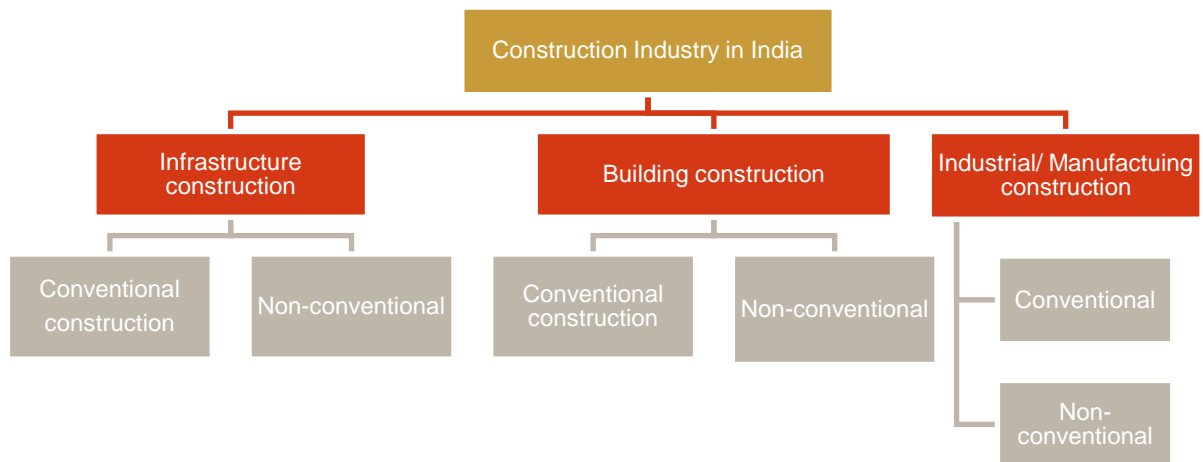 Construction Industry in India
Infrastructure
construction
Building construction
Industrial/ Manufactuing
construction
Conventional
construction
Non-conventional
Conventional
construction
Non-conventional
Conventional
Non-
conventional